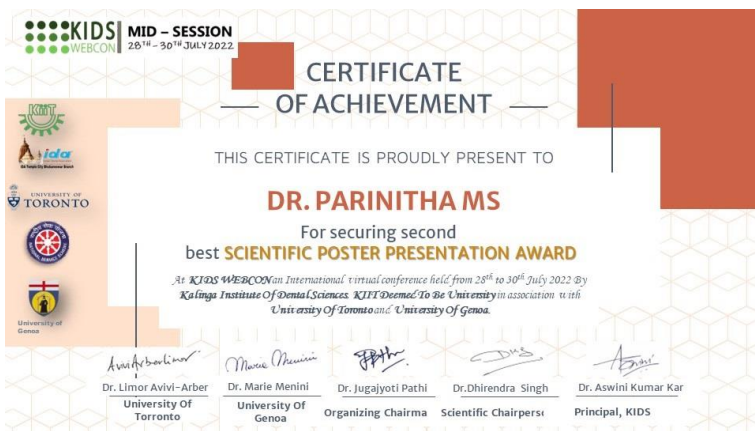 KIDS
WEBCON
MID – SESSION
28TH – 30TH JULY 2022
CERTIFICATE
OF ACHIEVEMENT
KIIT
ida
UNIVERSITY OF
TORONTO
University of
Genoa
THIS CERTIFICATE IS PROUDLY PRESENT TO
DR. PARINITHA MS
For securing second
best SCIENTIFIC POSTER PRESENTATION AWARD
At KIDS WEBCON an International virtual conference held from 28th to 30th July 2022 By
Kalinga Institute Of Dental Sciences, KIIT Deemed To Be University in association with
University Of Toronto and University Of Genoa.
Dr. Limor Avivi-Arber
University Of
Torronto
Dr. Marie Menini
University Of
Genoa
Dr. Jugajyoti Pathi
Organizing Chairma
Dr.Dhirendra Singh
Scientific Chairpers
Dr. Aswini Kumar Kar
Principal, KIDS